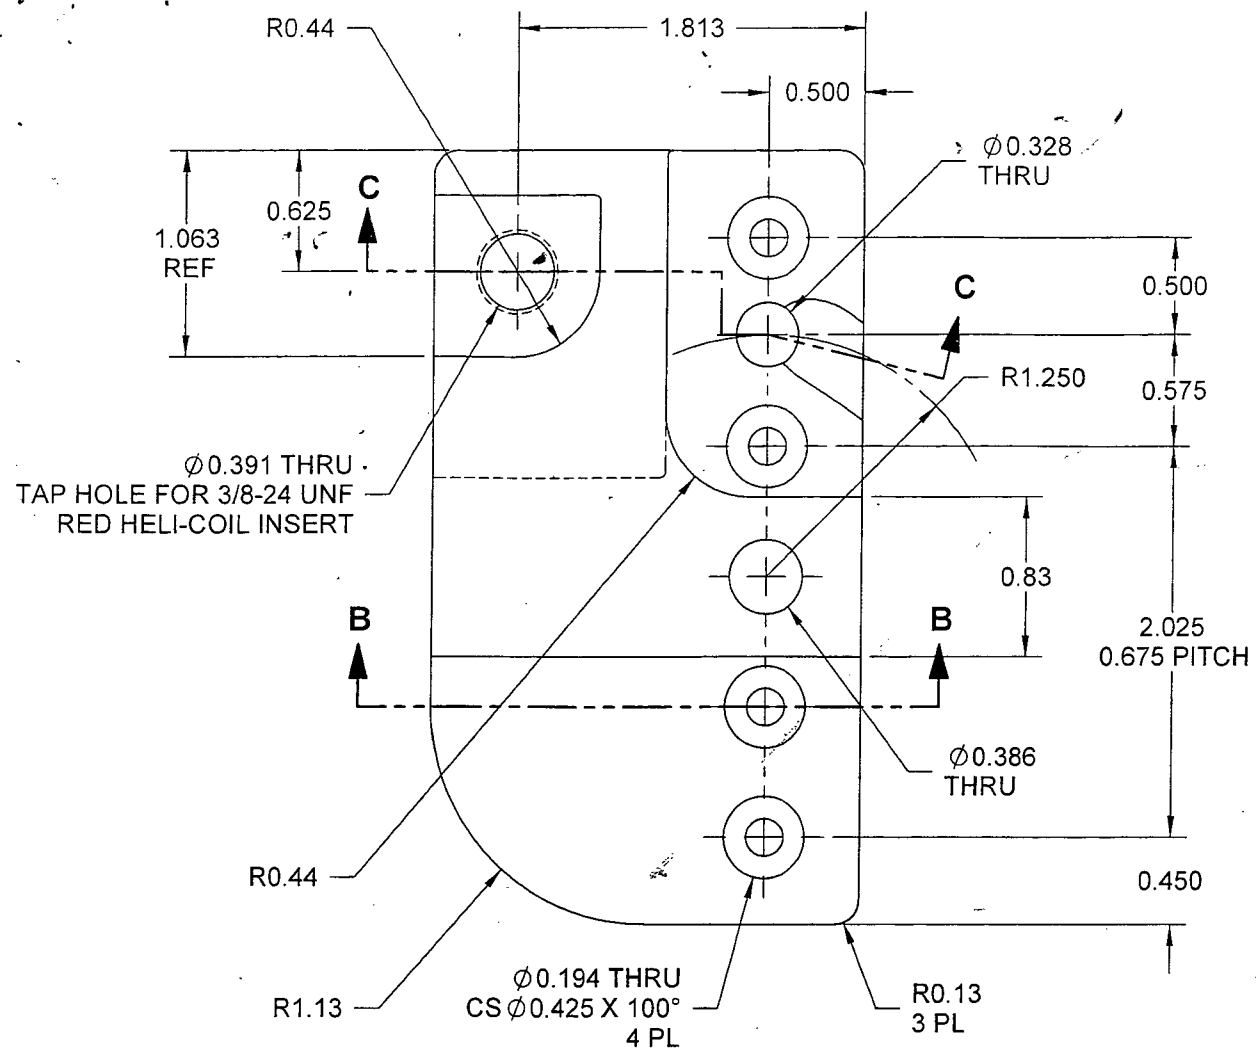 R0.44
1.813
0.500
Ø0.328
THRU
C
0.625
1.063
REF
0.500
C
R1.250
0.575
Ø0.391 THRU
TAP HOLE FOR 3/8-24 UNF
RED HELI-COIL INSERT
0.83
B
B
2.025
0.675 PITCH
Ø0.386
THRU
R0.44
0.450
R1.13
Ø0.194 THRU
CS Ø0.425 X 100°
4 PL
R0.13
3 PL